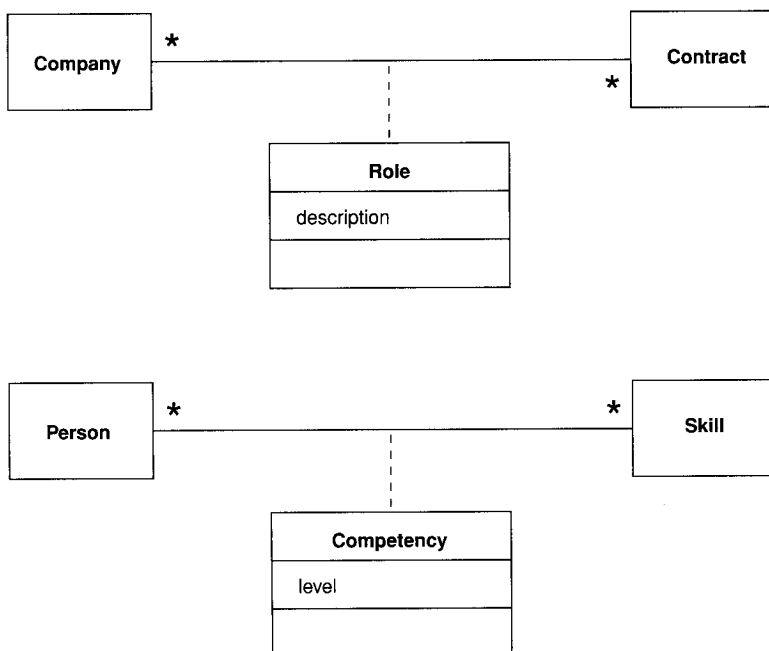 Company
*
*
Contract
Role
description
Person
*
*
Skill
Competency
level